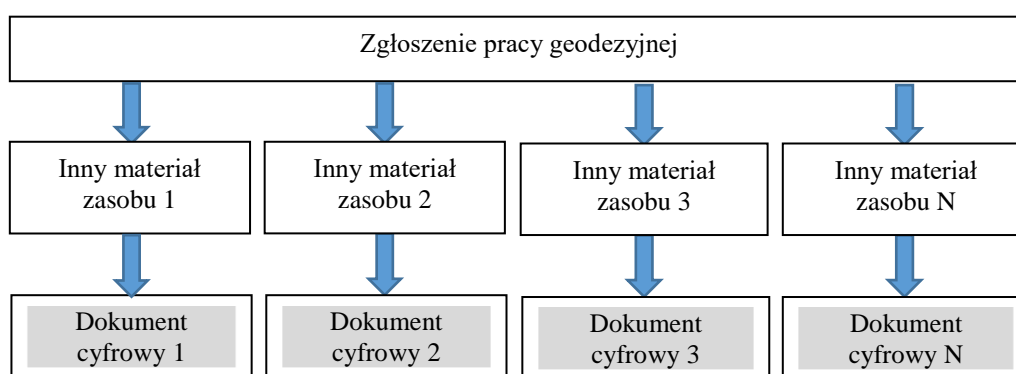 Zgłoszenie pracy geodezyjnej
Inny materiał
zasobu 1
Inny materiał
zasobu 2
Inny materiał
zasobu 3
Inny materiał
zasobu N
Dokument
cyfrowy 1
Dokument
cyfrowy 2
Dokument
cyfrowy 3
Dokument
cyfrowy N